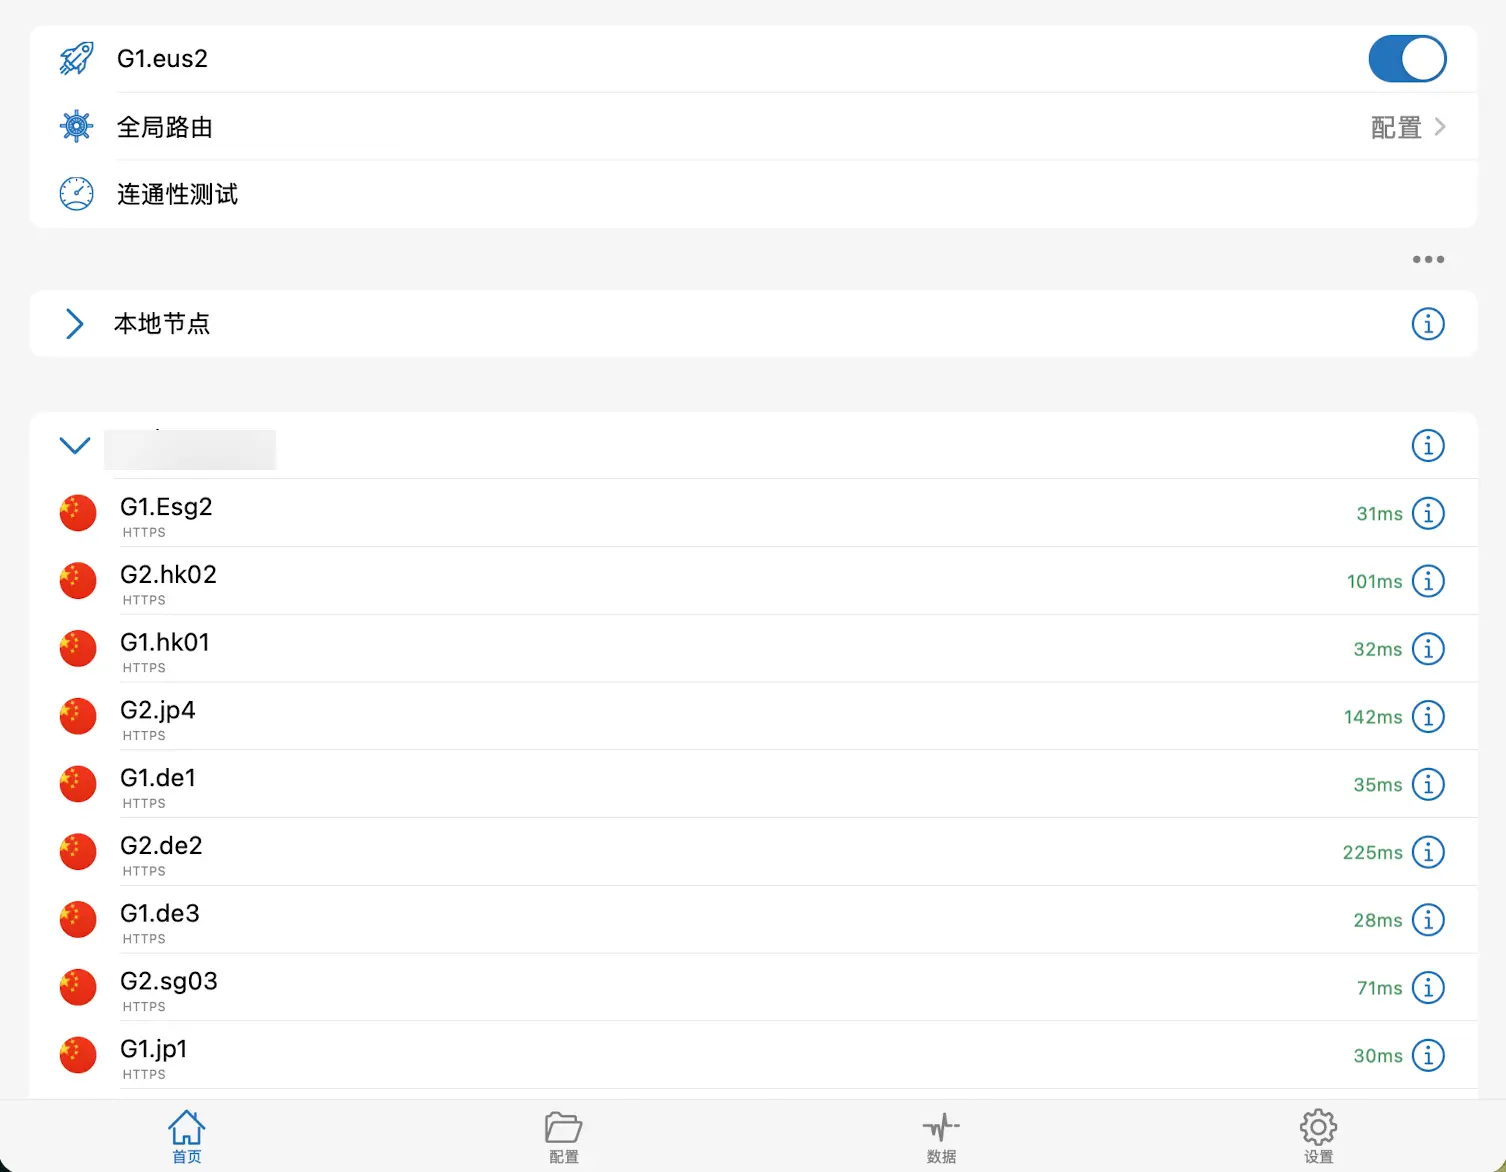 G1.eus2
全局路由 配置
连通性测试
本地节点
G1.Esg2 31ms
HTTPS
G2.hk02 101ms
HTTPS
G1.hk01 32ms
HTTPS
G2.jp4 142ms
HTTPS
G1.de1 35ms
HTTPS
G2.de2 225ms
HTTPS
G1.de3 28ms
HTTPS
G2.sg03 71ms
HTTPS
G1.jp1 30ms
HTTPS
首页 配置 数据 设置